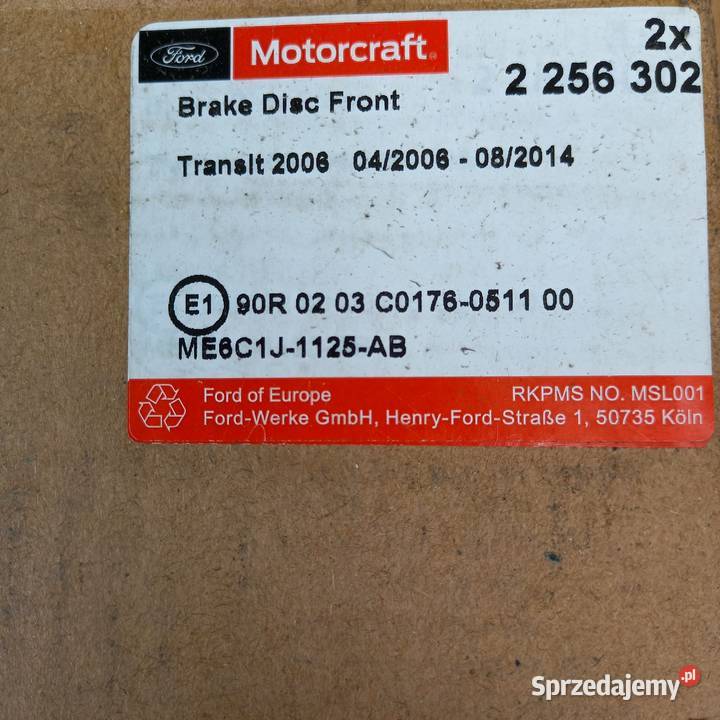 Ford Motorcraft
2x
2 256 302
Brake Disc Front
Transit 2006 04/2006 - 08/2014
E1 90R 02 03 C0176-0511 00
ME6C1J-1125-AB
Ford of Europe RKPMS NO. MSL001
Ford-Werke GmbH, Henry-Ford-Straße 1, 50735 Köln
Sprzedajemy.pl